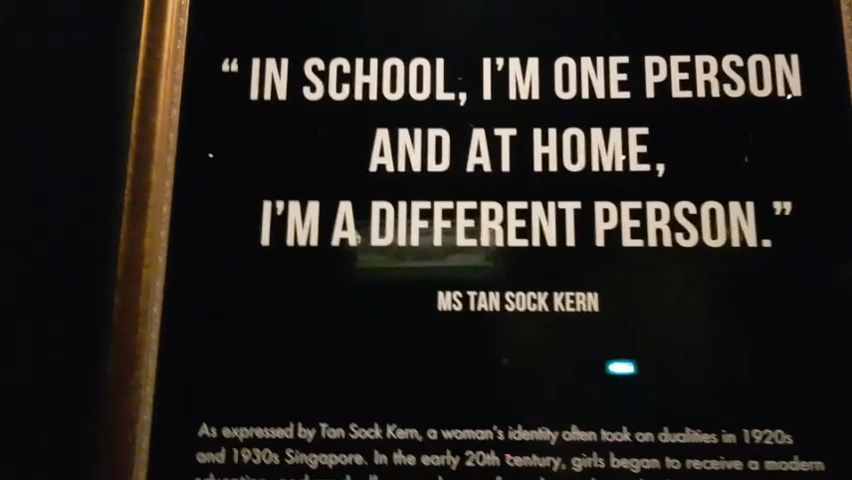 “ IN SCHOOL, I'M ONE PERSON
AND AT HOME,
I'M A DIFFERENT PERSON.”
MS TAN SOCK KERN
As expressed by Tan Sock Kern, a woman's identity often took on dualities in 1920s
and 1930s Singapore. In the early 20th century, girls began to receive a modern